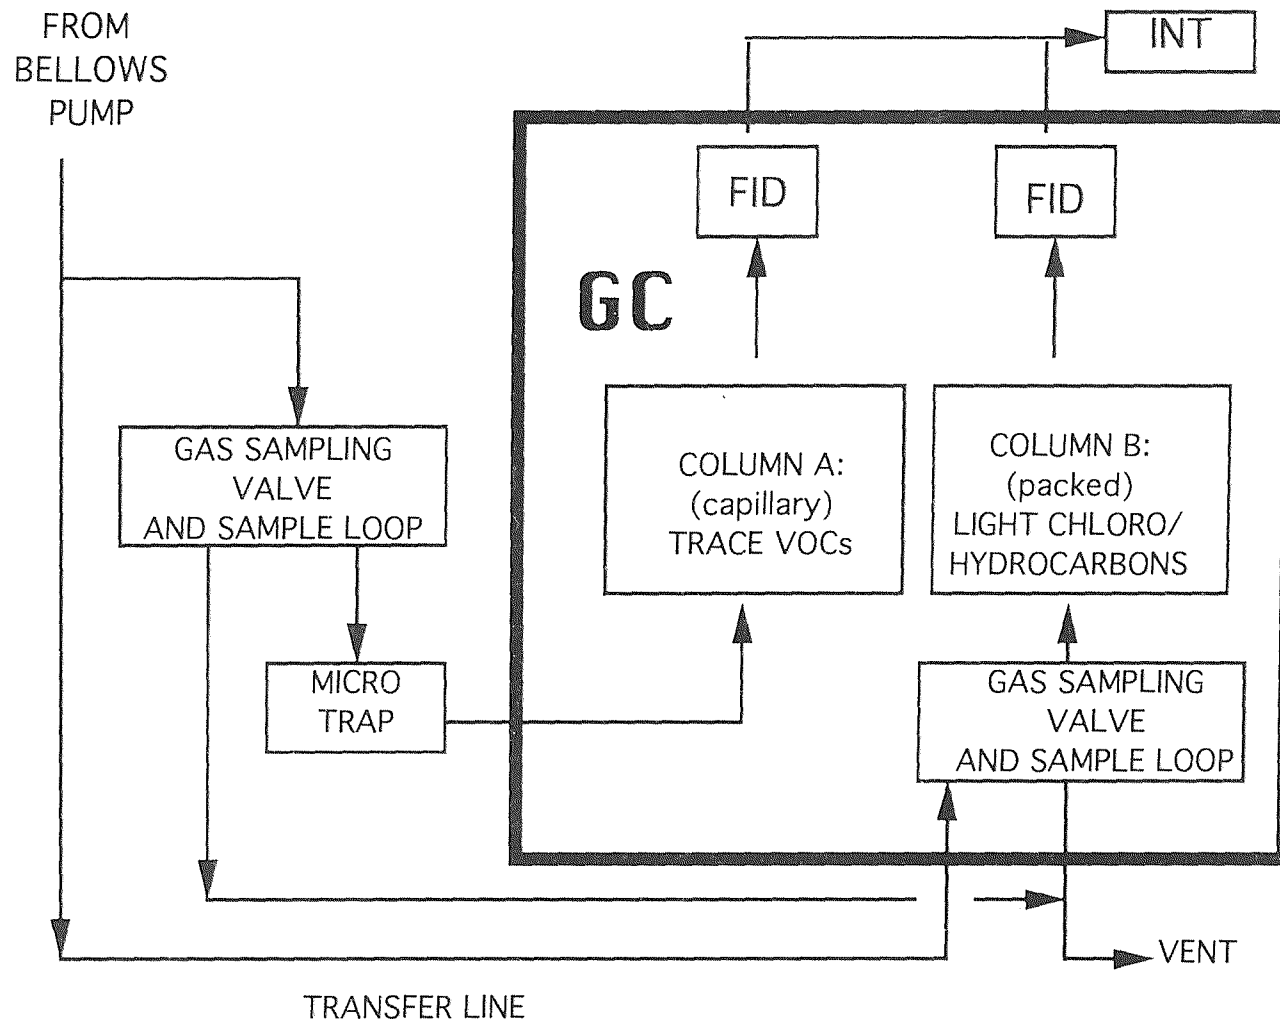 FROM
BELLOWS
PUMP
INT
FID
FID
GC
GAS SAMPLING
VALVE
AND SAMPLE LOOP
COLUMN A:
(capillary)
TRACE VOCs
COLUMN B:
(packed)
LIGHT CHLORO/
HYDROCARBONS
MICRO
TRAP
GAS SAMPLING
VALVE
AND SAMPLE LOOP
VENT
TRANSFER LINE